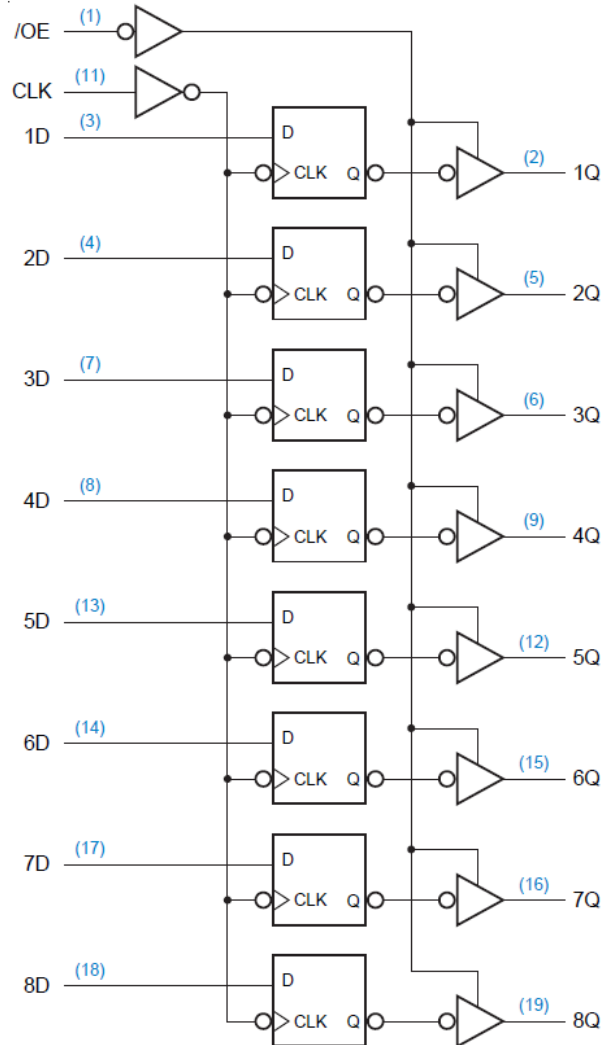 /OE (1)
CLK (11)
1D (3) D
CLK Q (2) 1Q
2D (4) D
CLK Q (5) 2Q
3D (7) D
CLK Q (6) 3Q
4D (8) D
CLK Q (9) 4Q
5D (13) D
CLK Q (12) 5Q
6D (14) D
CLK Q (15) 6Q
7D (17) D
CLK Q (16) 7Q
8D (18) D
CLK Q (19) 8Q